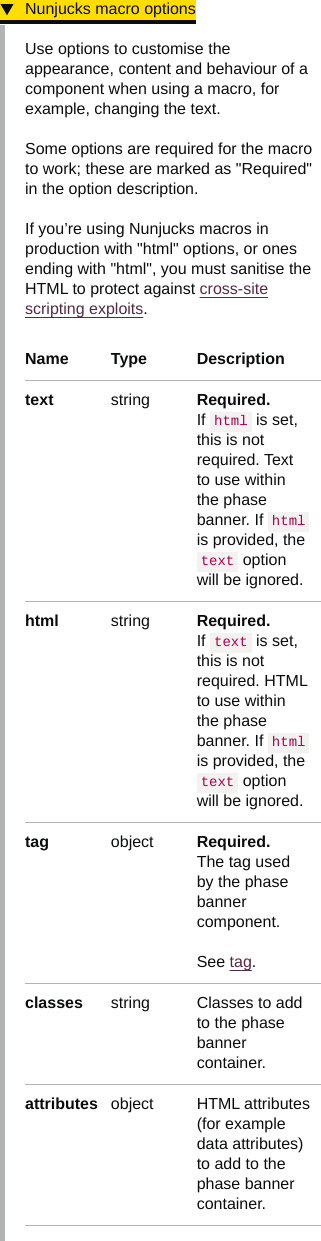 ▼ Nunjucks macro options
Use options to customise the
appearance, content and behaviour of a
component when using a macro, for
example, changing the text.
Some options are required for the macro
to work; these are marked as "Required"
in the option description.
If you’re using Nunjucks macros in
production with "html" options, or ones
ending with "html", you must sanitise the
HTML to protect against cross-site
scripting exploits.
Name Type Description
text string Required.
If html is set,
this is not
required. Text
to use within
the phase
banner. If html
is provided, the
text option
will be ignored.
html string Required.
If text is set,
this is not
required. HTML
to use within
the phase
banner. If html
is provided, the
text option
will be ignored.
tag object Required.
The tag used
by the phase
banner
component.
See tag.
classes string Classes to add
to the phase
banner
container.
attributes object HTML attributes
(for example
data attributes)
to add to the
phase banner
container.